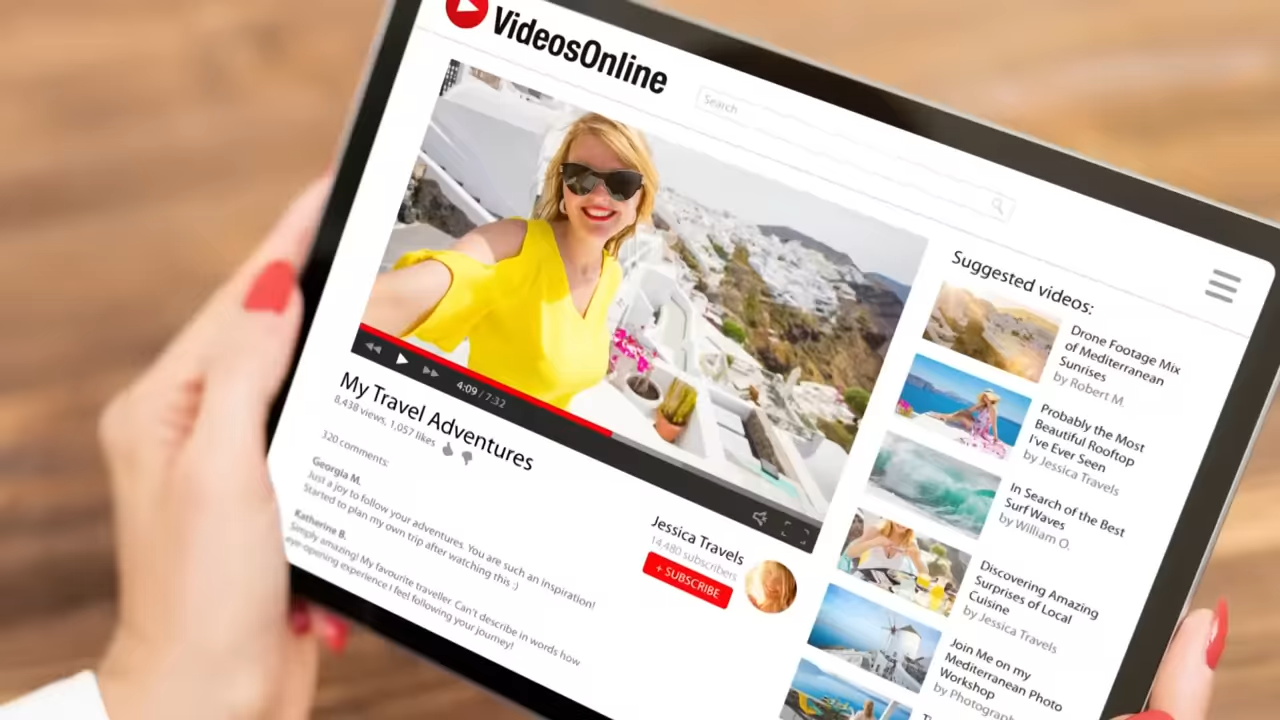 VideosOnline
Search
4:09 / 7:32
My Travel Adventures
8,438 views, 1,057 likes
320 comments:
Georgia M.
Just a joy to follow your adventures. You are such an inspiration!
Started to plan my own trip after watching this :)
Katherine B.
Simply amazing! My favourite traveller. Can't describe in words how
eye-opening experience I feel following your journey!
Jessica Travels
14,480 subscribers
+ SUBSCRIBE
Suggested videos:
Drone Footage Mix
of Mediterranean
Sunrises
by Robert M.
Probably the Most
Beautiful Rooftop
I've Ever Seen
by Jessica Travels
In Search of the Best
Surf Waves
by William O.
Discovering Amazing
Surprises of Local
Cuisine
by Jessica Travels
Join Me on my
Mediterranean Photo
Workshop
by